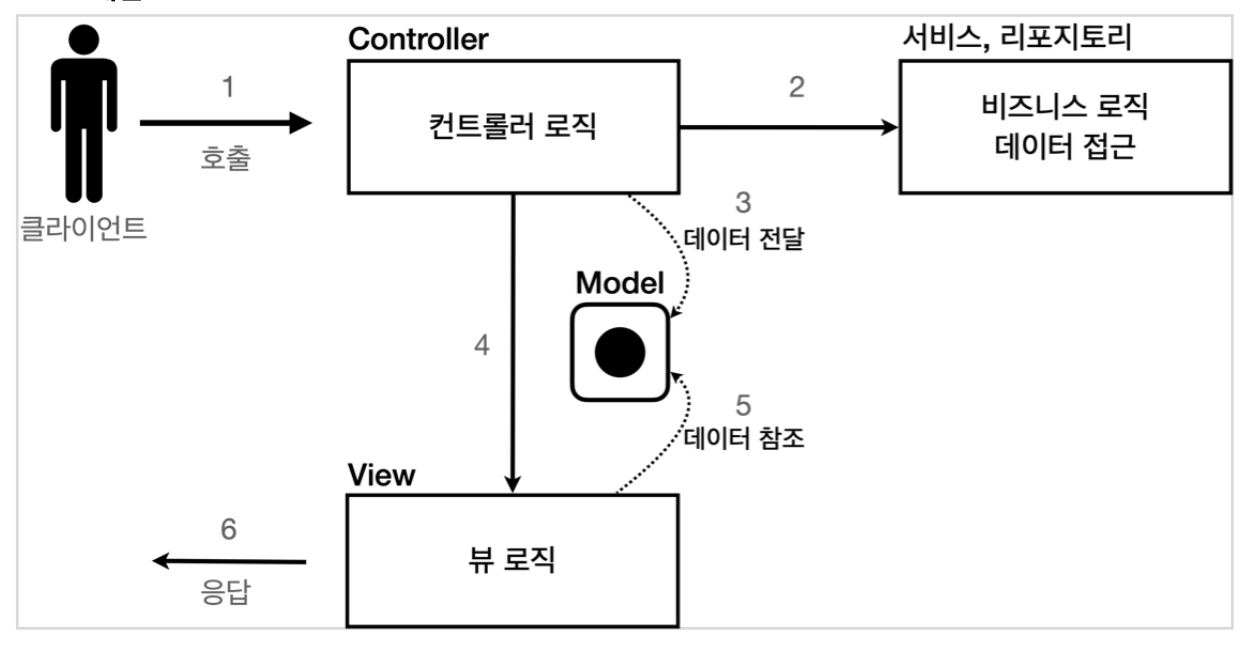 Controller
서비스, 리포지토리
1
호출
컨트롤러 로직
2
비즈니스 로직
데이터 접근
클라이언트
3
데이터 전달
Model
4
5
데이터 참조
View
뷰 로직
6
응답